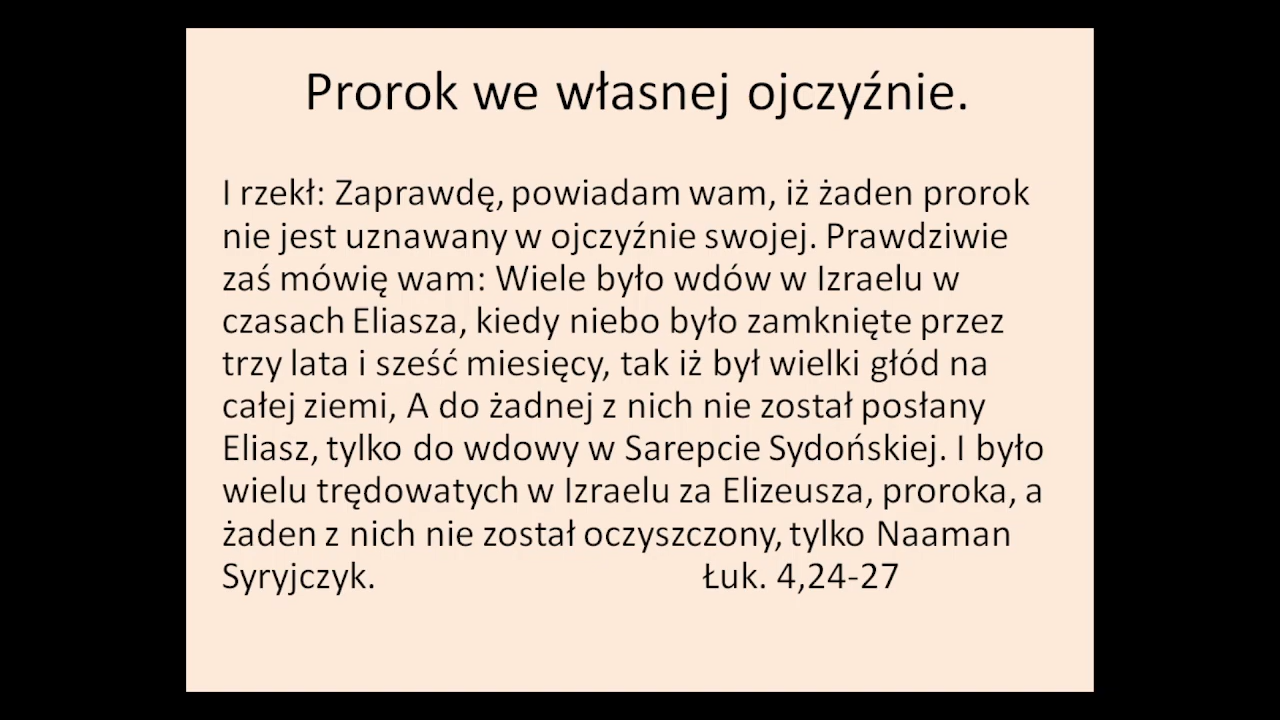 Prorok we własnej ojczyźnie.
I rzekł: Zaprawdę, powiadam wam, iż żaden prorok
nie jest uznawany w ojczyźnie swojej. Prawdziwie
zaś mówię wam: Wiele było wdów w Izraelu w
czasach Eliasza, kiedy niebo było zamknięte przez
trzy lata i sześć miesięcy, tak iż był wielki głód na
całej ziemi, A do żadnej z nich nie został posłany
Eliasz, tylko do wdowy w Sarepcie Sydońskiej. I było
wielu trędowatych w Izraelu za Elizeusza, proroka, a
żaden z nich nie został oczyszczony, tylko Naaman
Syryjczyk. Łuk. 4,24-27